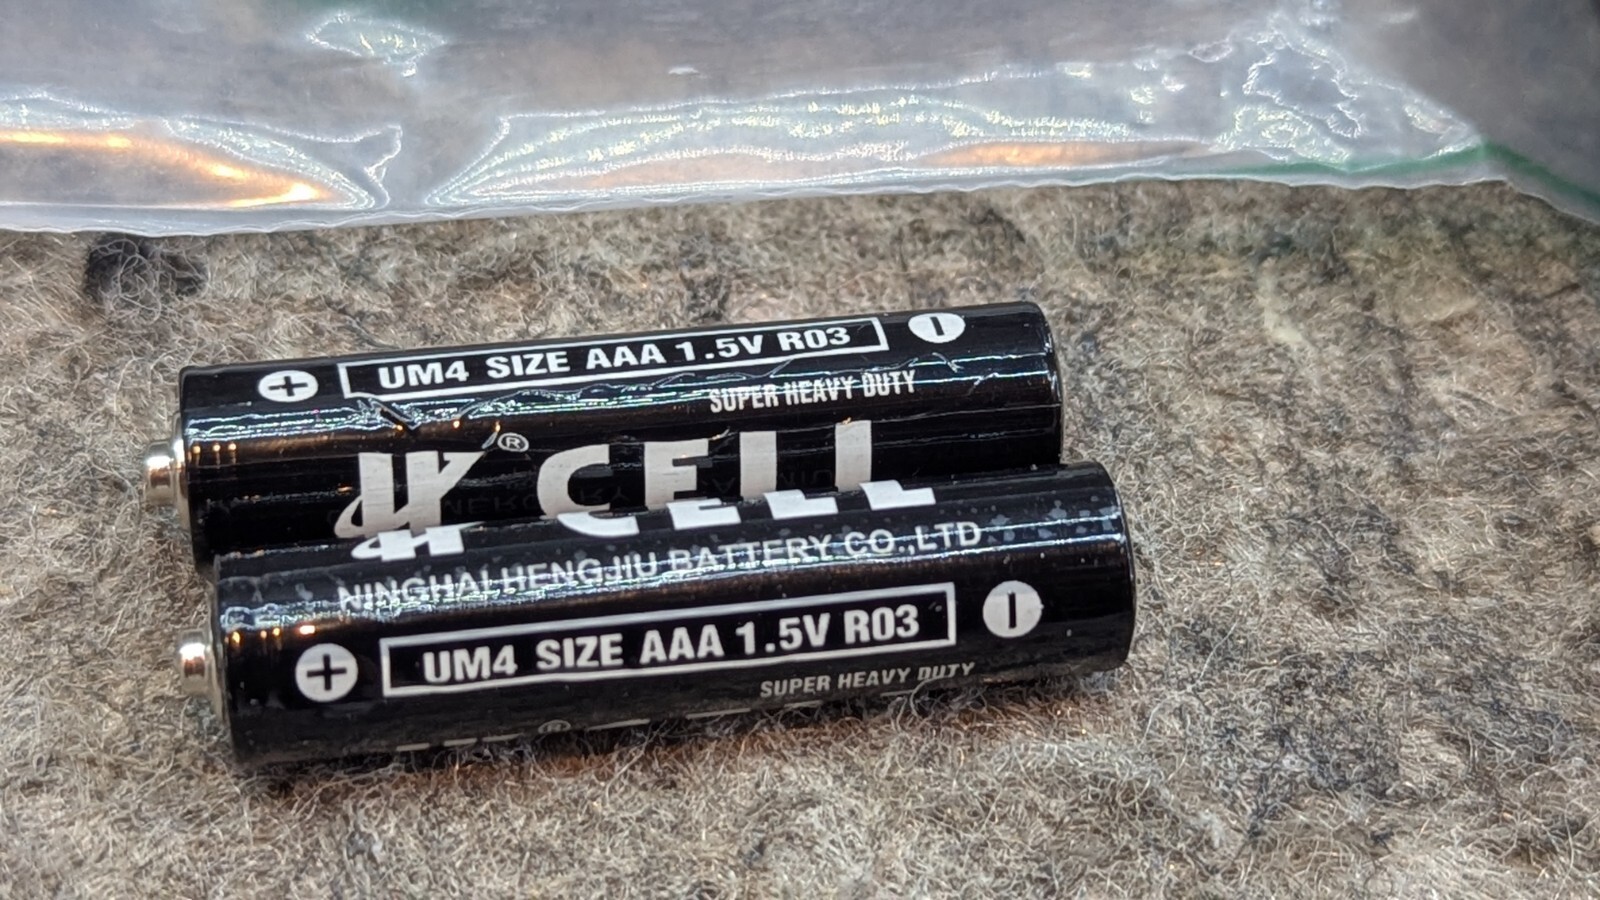 + UM4 SIZE AAA 1.5V R03 −
SUPER HEAVY DUTY
® CELL
NINGHAI HENGJIU BATTERY CO.,LTD
+ UM4 SIZE AAA 1.5V R03 −
SUPER HEAVY DUTY
®